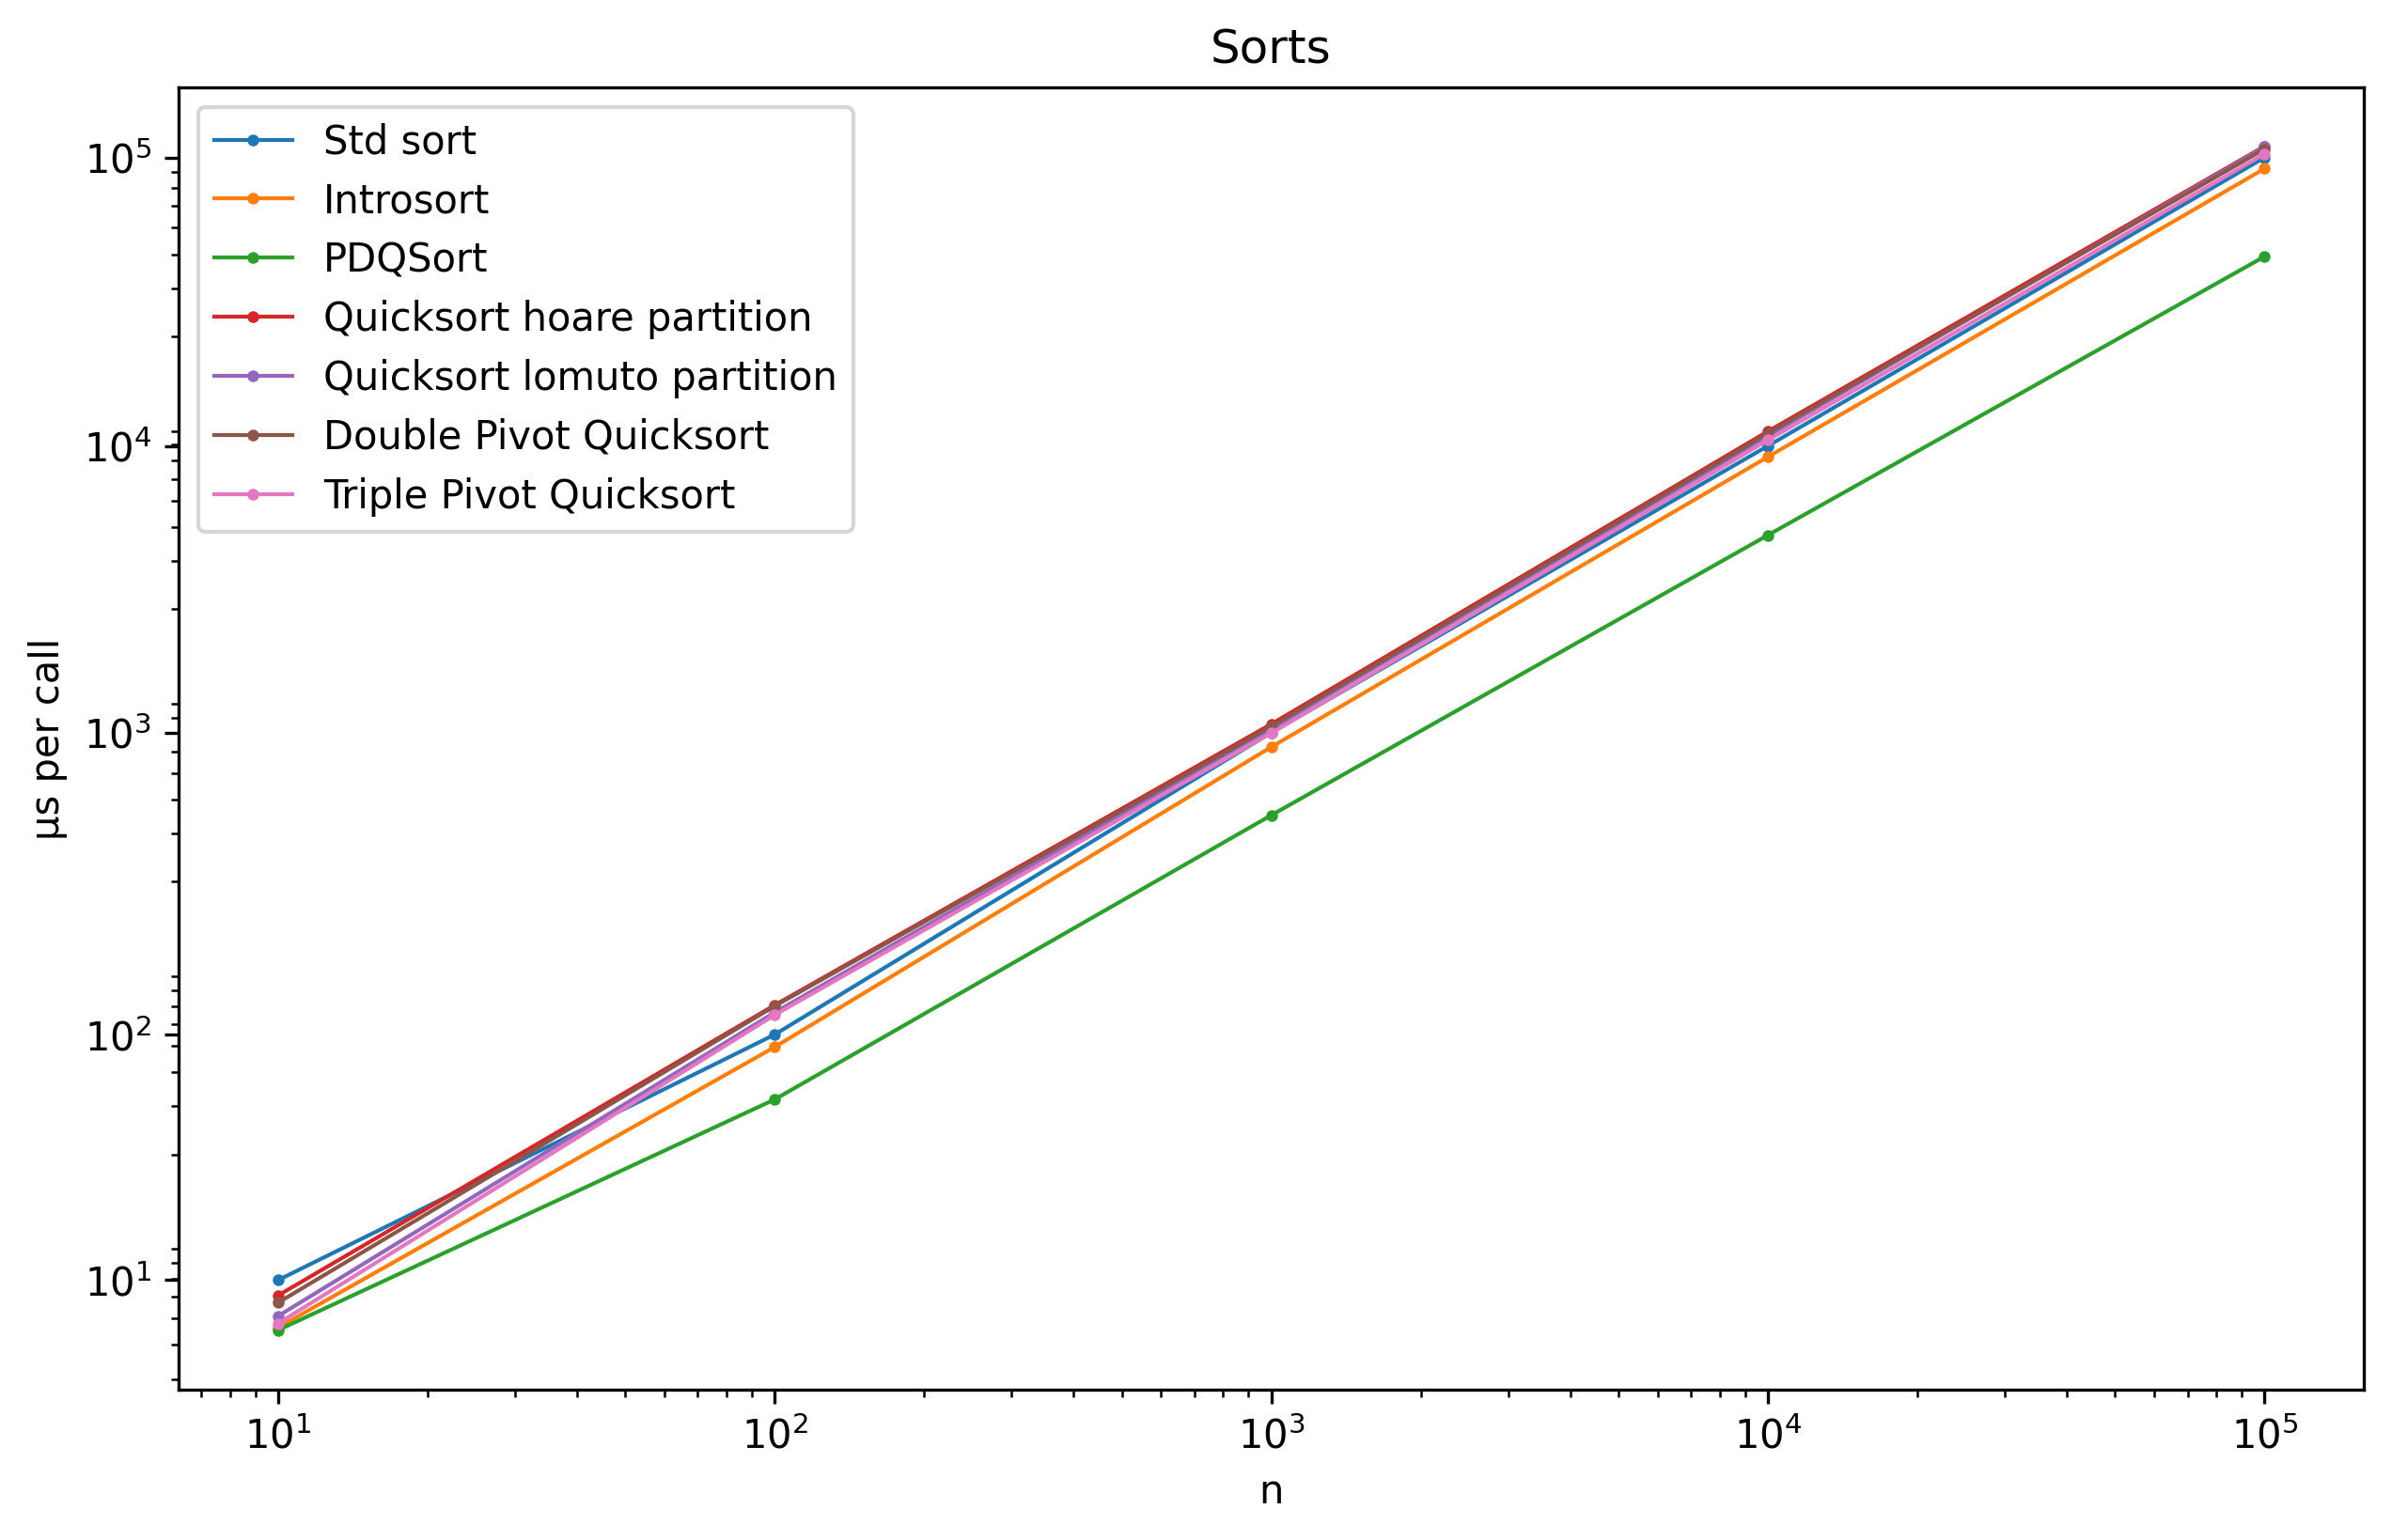 Sorts
Std sort
Introsort
PDQSort
Quicksort hoare partition
Quicksort lomuto partition
Double Pivot Quicksort
Triple Pivot Quicksort
10⁵
10⁴
10³
10²
10¹
µs per call
10¹ 10² 10³ 10⁴ 10⁵
n